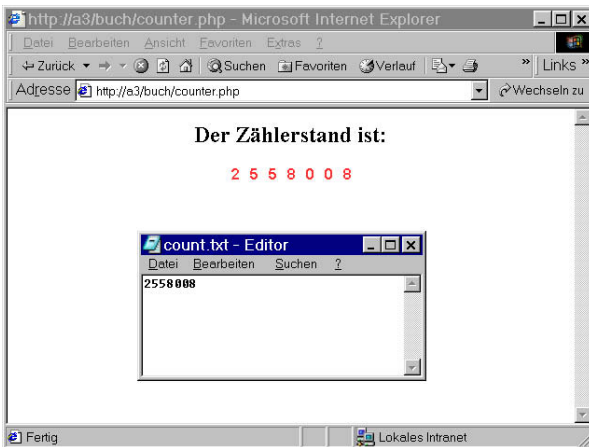 http://a3/buch/counter.php - Microsoft Internet Explorer
Datei Bearbeiten Ansicht Favoriten Extras ?
Zurück Suchen Favoriten Verlauf » Links »
Adresse http://a3/buch/counter.php Wechseln zu
Der Zählerstand ist:
2 5 5 8 0 0 8
count.txt - Editor
Datei Bearbeiten Suchen ?
2558008
Fertig Lokales Intranet